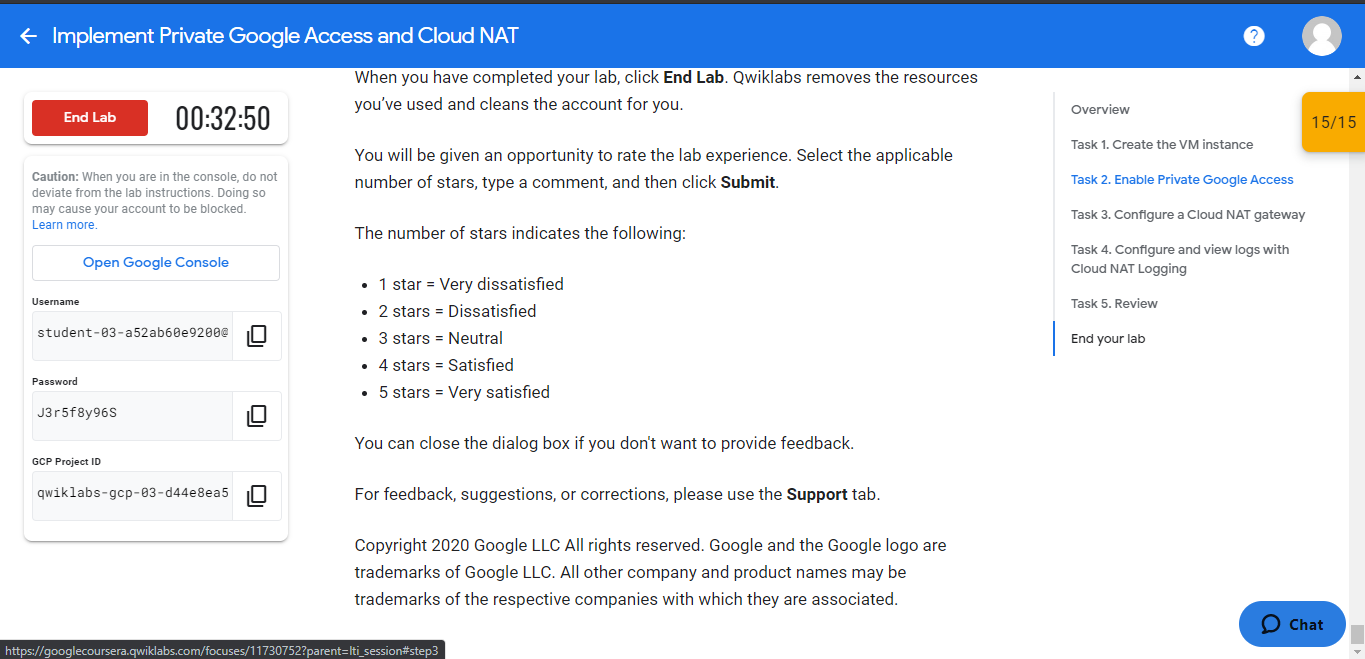 Implement Private Google Access and Cloud NAT
?
End Lab
00:32:50
Caution: When you are in the console, do not
deviate from the lab instructions. Doing so
may cause your account to be blocked.
Learn more.
Open Google Console
Username
student-03-a52ab60e9200@
Password
J3r5f8y96S
GCP Project ID
qwiklabs-gcp-03-d44e8ea5
When you have completed your lab, click End Lab. Qwiklabs removes the resources
you’ve used and cleans the account for you.
You will be given an opportunity to rate the lab experience. Select the applicable
number of stars, type a comment, and then click Submit.
The number of stars indicates the following:
• 1 star = Very dissatisfied
• 2 stars = Dissatisfied
• 3 stars = Neutral
• 4 stars = Satisfied
• 5 stars = Very satisfied
You can close the dialog box if you don't want to provide feedback.
For feedback, suggestions, or corrections, please use the Support tab.
Copyright 2020 Google LLC All rights reserved. Google and the Google logo are
trademarks of Google LLC. All other company and product names may be
trademarks of the respective companies with which they are associated.
Overview
Task 1. Create the VM instance
Task 2. Enable Private Google Access
Task 3. Configure a Cloud NAT gateway
Task 4. Configure and view logs with
Cloud NAT Logging
Task 5. Review
End your lab
15/15
Chat
https://googlecoursera.qwiklabs.com/focuses/11730752?parent=lti_session#step3